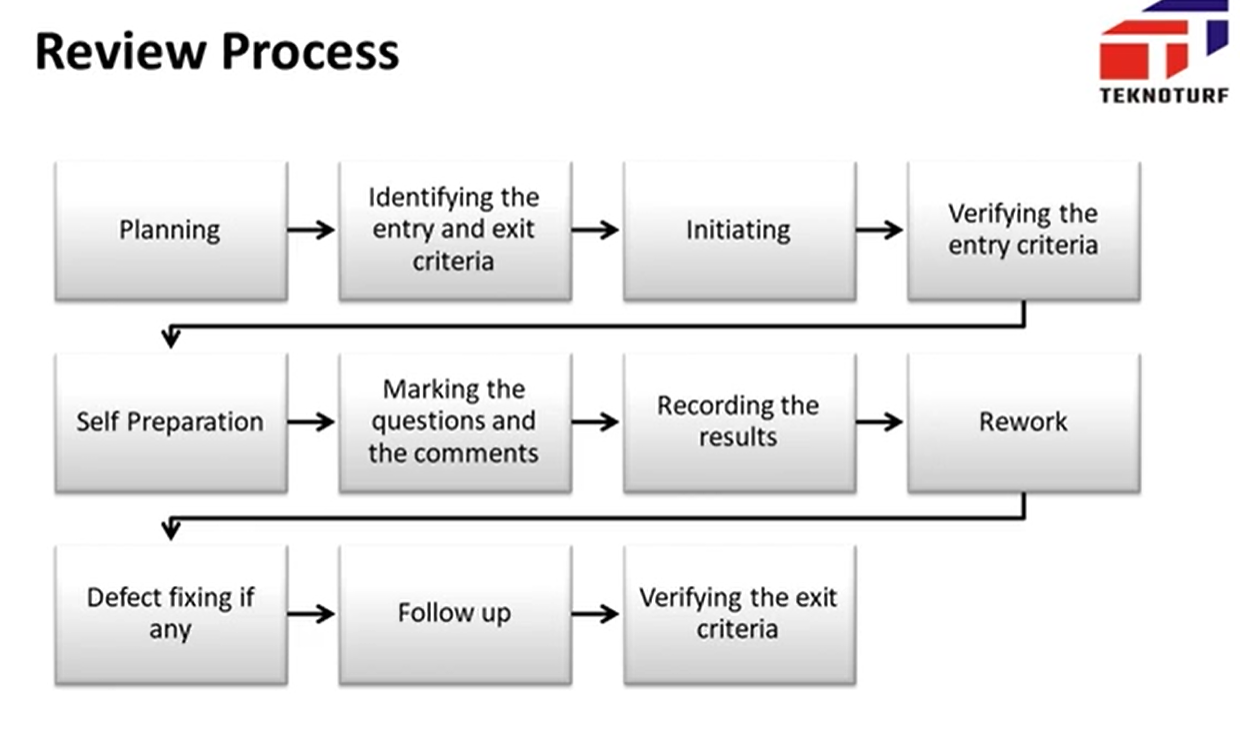 Review Process
TEKNOTURF
Planning
Identifying the
entry and exit
criteria
Initiating
Verifying the
entry criteria
Self Preparation
Marking the
questions and
the comments
Recording the
results
Rework
Defect fixing if
any
Follow up
Verifying the exit
criteria